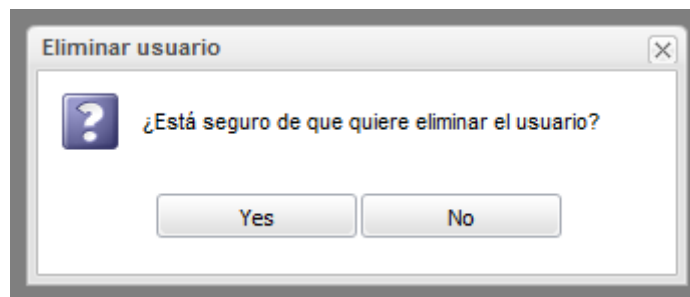 Eliminar usuario
¿Está seguro de que quiere eliminar el usuario?
Yes
No